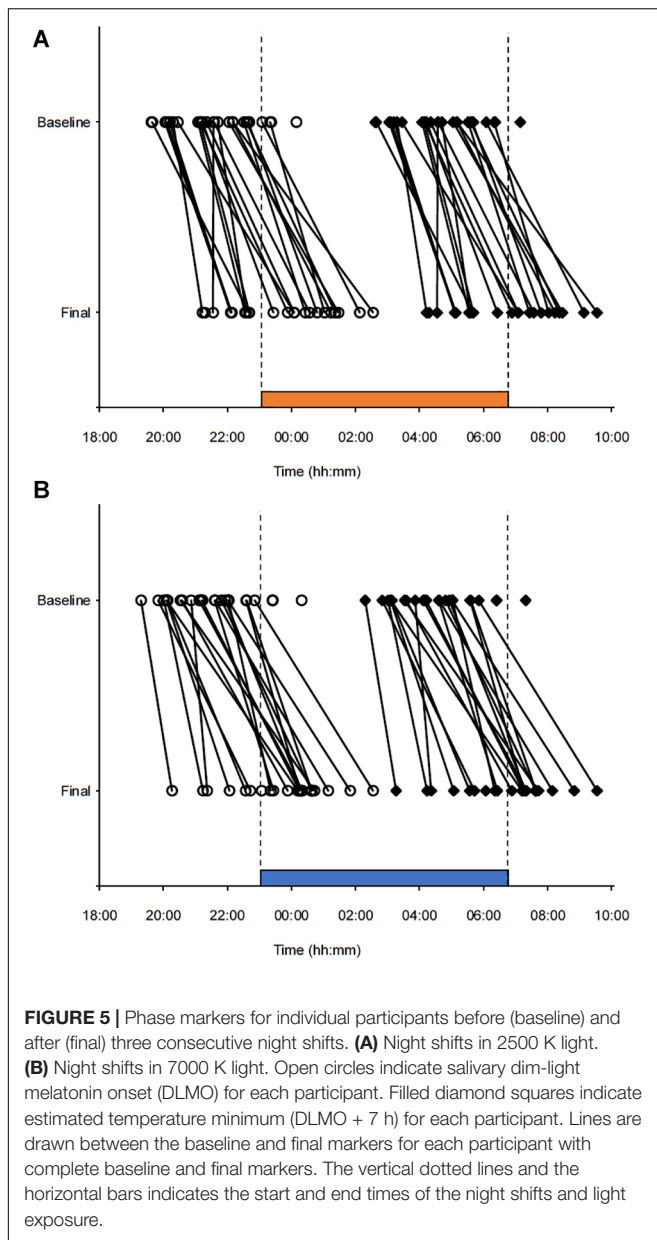 A
Baseline
Final
18:00 20:00 22:00 00:00 02:00 04:00 06:00 08:00 10:00
Time (hh:mm)
B
Baseline
Final
18:00 20:00 22:00 00:00 02:00 04:00 06:00 08:00 10:00
Time (hh:mm)
FIGURE 5 | Phase markers for individual participants before (baseline) and
after (final) three consecutive night shifts. (A) Night shifts in 2500 K light.
(B) Night shifts in 7000 K light. Open circles indicate salivary dim-light
melatonin onset (DLMO) for each participant. Filled diamond squares indicate
estimated temperature minimum (DLMO + 7 h) for each participant. Lines are
drawn between the baseline and final markers for each participant with
complete baseline and final markers. The vertical dotted lines and the
horizontal bars indicates the start and end times of the night shifts and light
exposure.